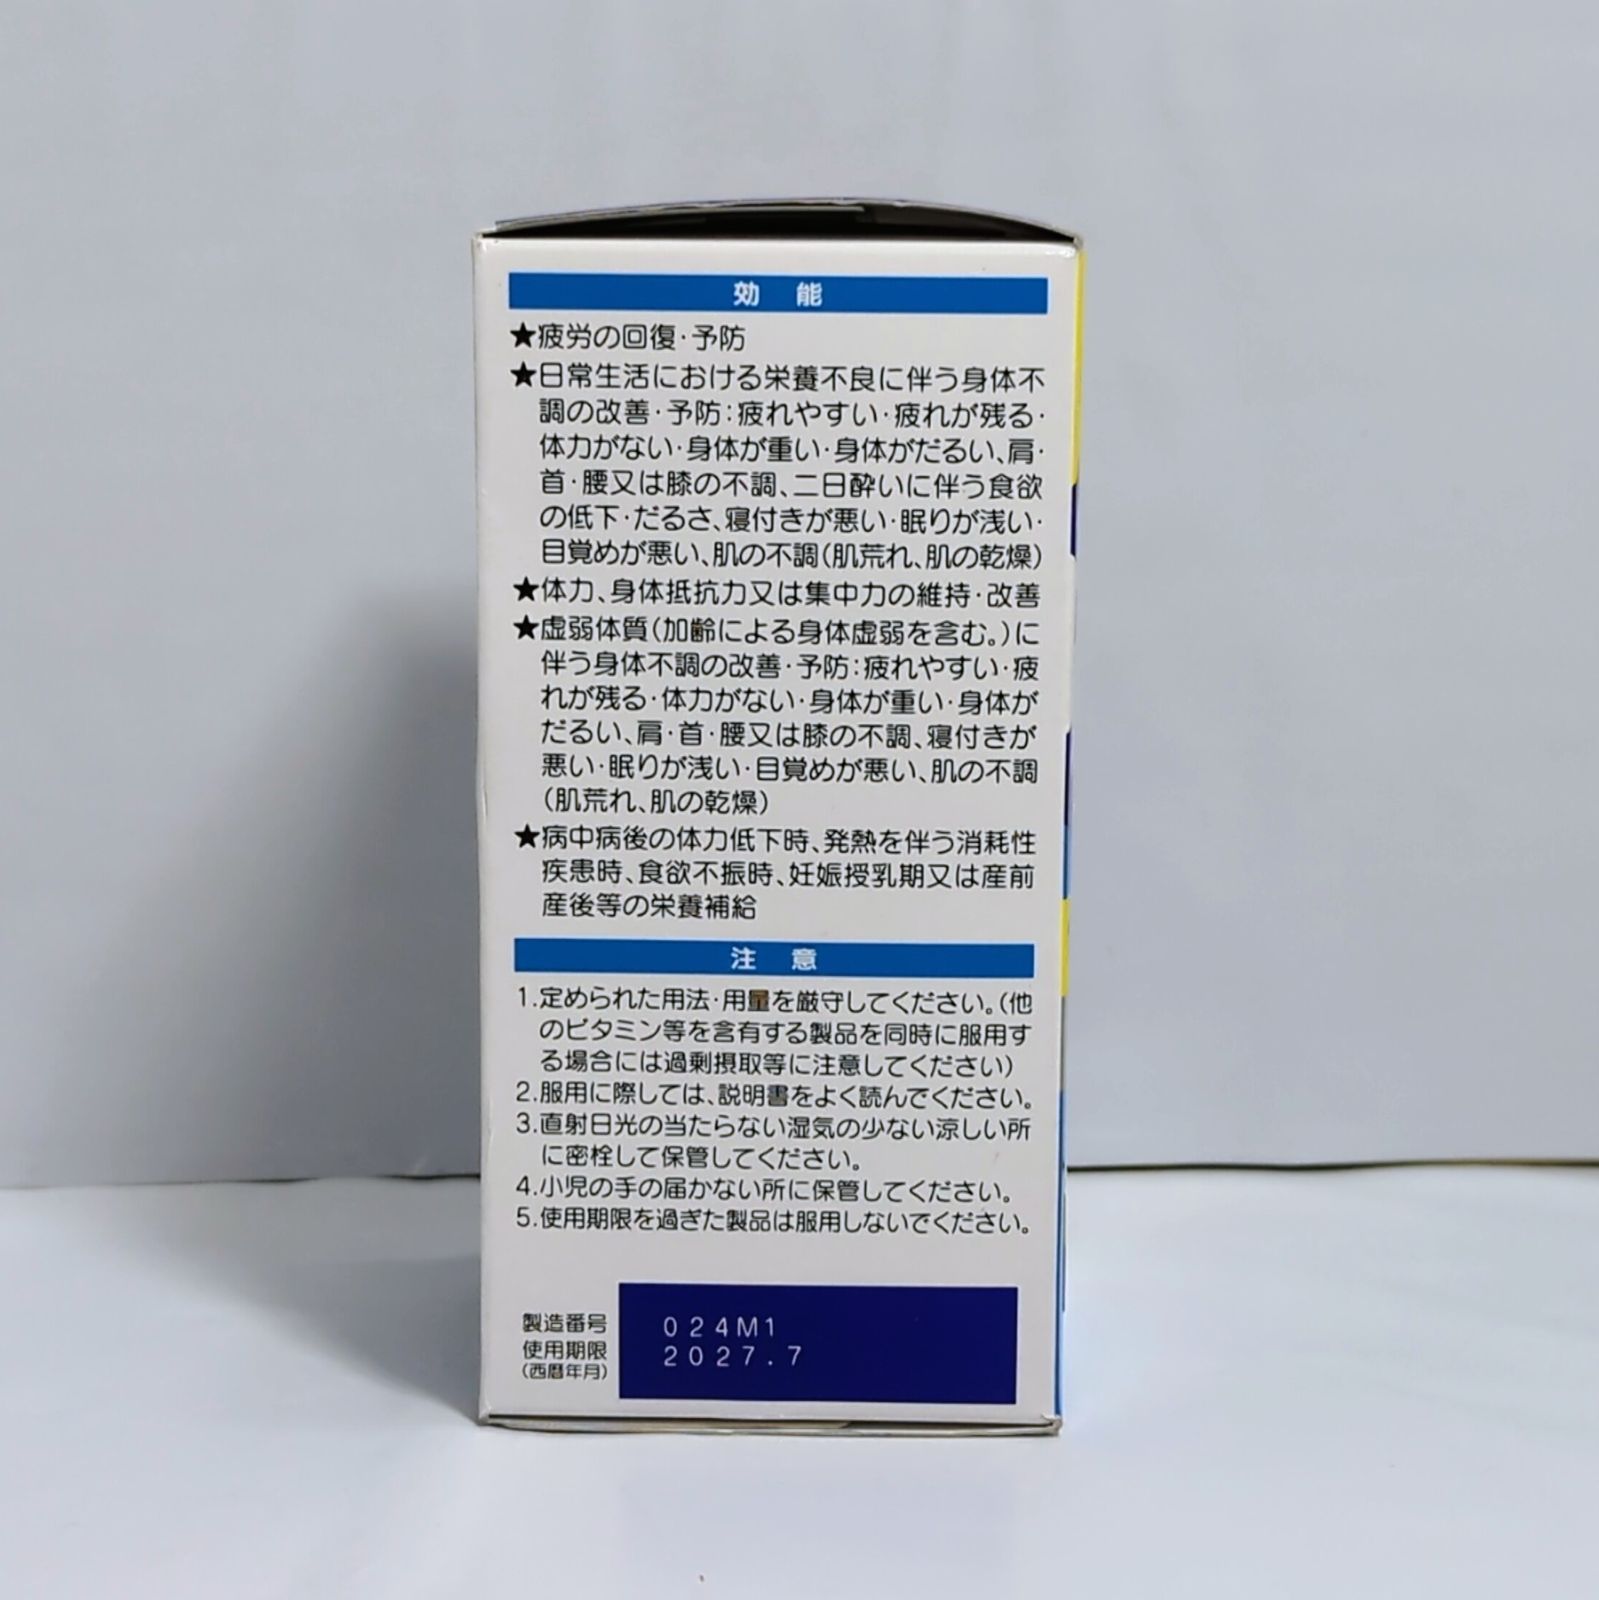 効 能
★疲労の回復・予防
★日常生活における栄養不良に伴う身体不
調の改善・予防：疲れやすい・疲れが残る・
体力がない・身体が重い・身体がだるい、肩・
首・腰又は膝の不調、二日酔いに伴う食欲
の低下・だるさ、寝付きが悪い・眠りが浅い・
目覚めが悪い、肌の不調（肌荒れ、肌の乾燥）
★体力、身体抵抗力又は集中力の維持・改善
★虚弱体質（加齢による身体虚弱を含む。）に
伴う身体不調の改善・予防：疲れやすい・疲
れが残る・体力がない・身体が重い・身体が
だるい、肩・首・腰又は膝の不調、寝付きが
悪い・眠りが浅い・目覚めが悪い、肌の不調
（肌荒れ、肌の乾燥）
★病中病後の体力低下時、発熱を伴う消耗性
疾患時、食欲不振時、妊娠授乳期又は産前
産後等の栄養補給
注 意
1.定められた用法・用量を厳守してください。（他
のビタミン等を含有する製品を同時に服用す
る場合には過剰摂取等に注意してください）
2.服用に際しては、説明書をよく読んでください。
3.直射日光の当たらない湿気の少ない涼しい所
に密栓して保管してください。
4.小児の手の届かない所に保管してください。
5.使用期限を過ぎた製品は服用しないでください。
製造番号 024M1
使用期限 2027.7
（西暦年月）